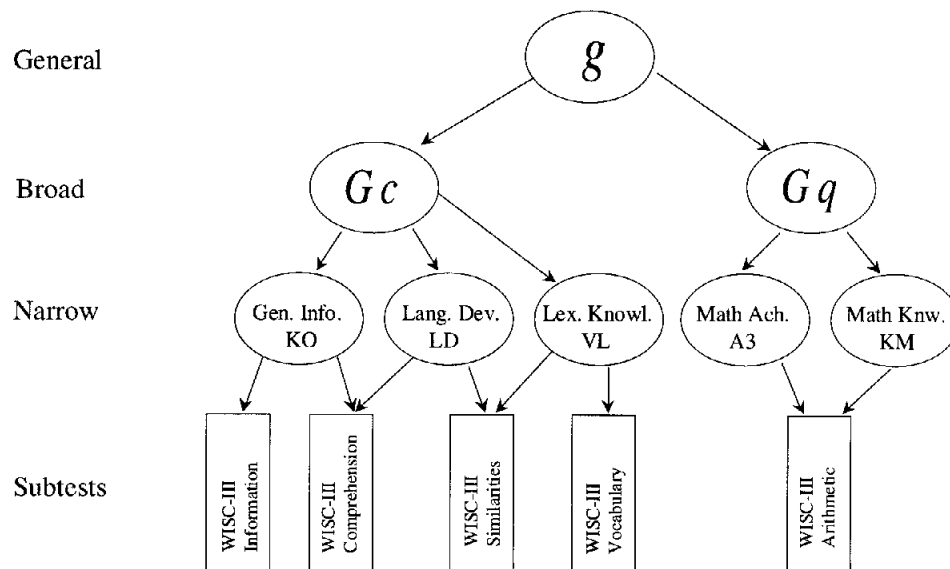 General
g
Broad
Gc
Gq
Narrow
Gen. Info.
KO
Lang. Dev.
LD
Lex. Knowl.
VL
Math Ach.
A3
Math Knw.
KM
Subtests
WISC-III
Information
WISC-III
Comprehension
WISC-III
Similarities
WISC-III
Vocabulary
WISC-III
Arithmetic